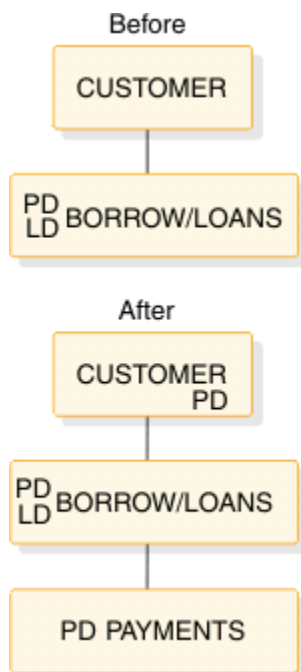 Before
CUSTOMER
PD
LD BORROW/LOANS
After
CUSTOMER
PD
PD
LD BORROW/LOANS
PD PAYMENTS